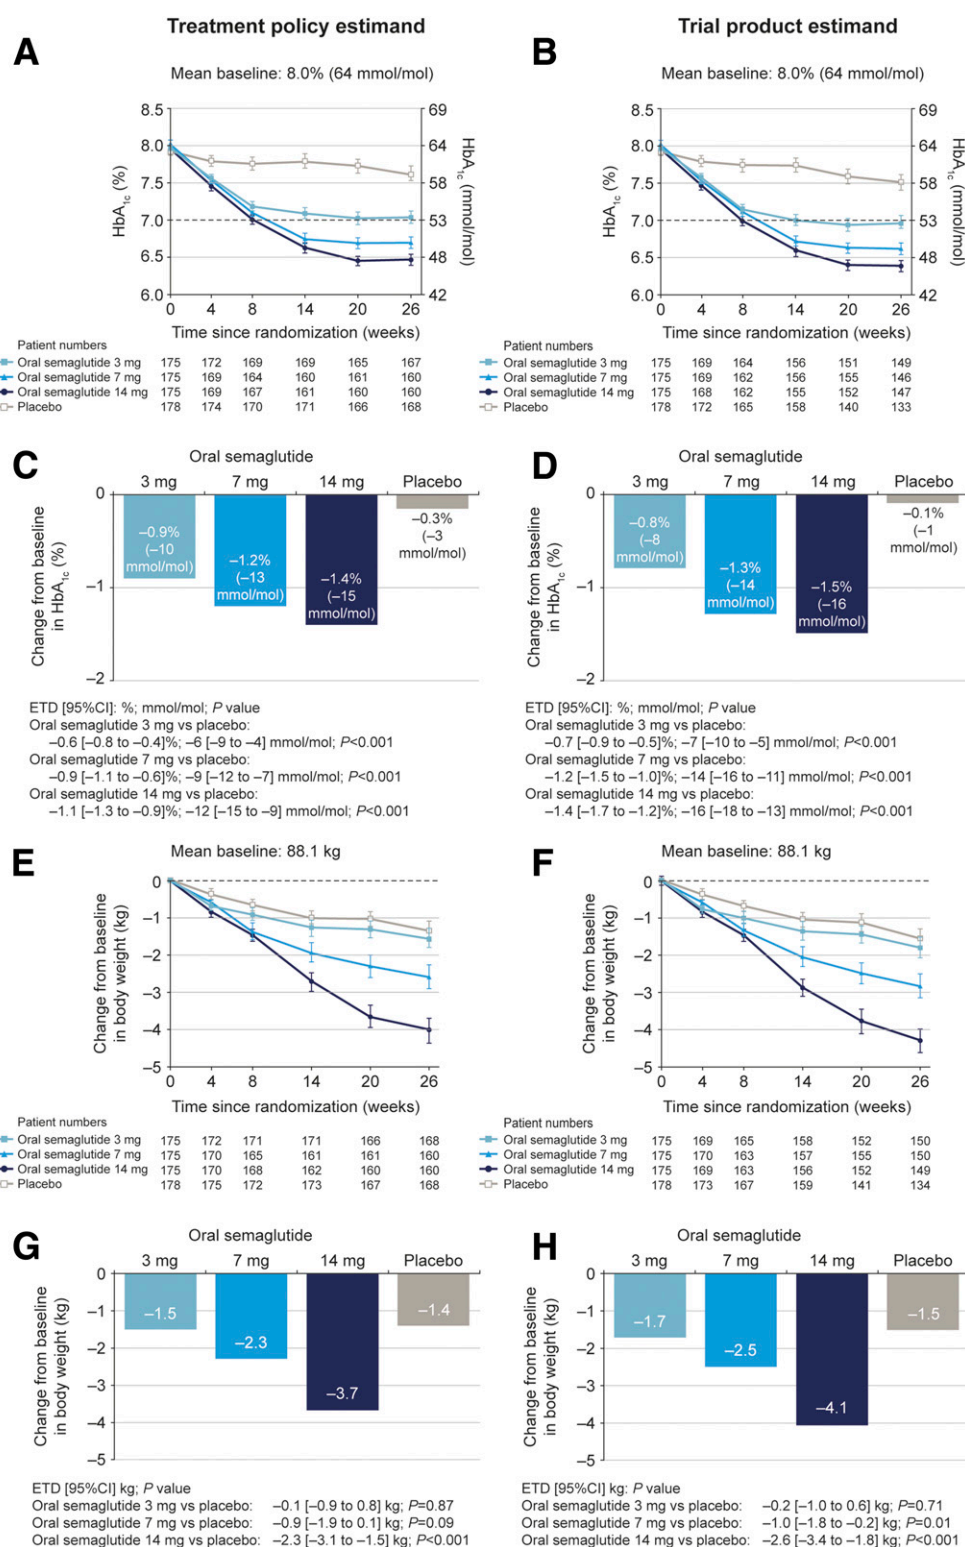 Treatment policy estimand
Trial product estimand
A
Mean baseline: 8.0% (64 mmol/mol)
HbA1c (%)
8.5
8.0
7.5
7.0
6.5
6.0
69
64
58
53
48
42
HbA1c (mmol/mol)
0 4 8 14 20 26
Time since randomization (weeks)
Patient numbers
Oral semaglutide 3 mg 175 172 169 169 165 167
Oral semaglutide 7 mg 175 169 164 160 161 160
Oral semaglutide 14 mg 175 169 167 161 160 160
Placebo 178 174 170 171 166 168
B
Mean baseline: 8.0% (64 mmol/mol)
HbA1c (%)
8.5
8.0
7.5
7.0
6.5
6.0
69
64
58
53
48
42
HbA1c (mmol/mol)
0 4 8 14 20 26
Time since randomization (weeks)
Patient numbers
Oral semaglutide 3 mg 175 169 164 156 151 149
Oral semaglutide 7 mg 175 169 162 156 155 146
Oral semaglutide 14 mg 175 168 162 155 152 147
Placebo 178 172 165 158 140 133
C
Oral semaglutide
3 mg 7 mg 14 mg Placebo
Change from baseline
in HbA1c (%)
0
–1
–2
–0.9%
(–10
mmol/mol)
–1.2%
(–13
mmol/mol)
–1.4%
(–15
mmol/mol)
–0.3%
(–3
mmol/mol)
ETD [95%CI]: %; mmol/mol; P value
Oral semaglutide 3 mg vs placebo:
–0.6 [–0.8 to –0.4]%; –6 [–9 to –4] mmol/mol; P<0.001
Oral semaglutide 7 mg vs placebo:
–0.9 [–1.1 to –0.6]%; –9 [–12 to –7] mmol/mol; P<0.001
Oral semaglutide 14 mg vs placebo:
–1.1 [–1.3 to –0.9]%; –12 [–15 to –9] mmol/mol; P<0.001
D
Oral semaglutide
3 mg 7 mg 14 mg Placebo
Change from baseline
in HbA1c (%)
0
–1
–2
–0.8%
(–8
mmol/mol)
–1.3%
(–14
mmol/mol)
–1.5%
(–16
mmol/mol)
–0.1%
(–1
mmol/mol)
ETD [95%CI]: %; mmol/mol; P value
Oral semaglutide 3 mg vs placebo:
–0.7 [–0.9 to –0.5]%; –7 [–10 to –5] mmol/mol; P<0.001
Oral semaglutide 7 mg vs placebo:
–1.2 [–1.5 to –1.0]%; –14 [–16 to –11] mmol/mol; P<0.001
Oral semaglutide 14 mg vs placebo:
–1.4 [–1.7 to –1.2]%; –16 [–18 to –13] mmol/mol; P<0.001
E
Mean baseline: 88.1 kg
Change from baseline
in body weight (kg)
0
–1
–2
–3
–4
–5
0 4 8 14 20 26
Time since randomization (weeks)
Patient numbers
Oral semaglutide 3 mg 175 172 171 171 166 168
Oral semaglutide 7 mg 175 170 165 161 161 160
Oral semaglutide 14 mg 175 170 168 162 160 160
Placebo 178 175 172 173 167 168
F
Mean baseline: 88.1 kg
Change from baseline
in body weight (kg)
0
–1
–2
–3
–4
–5
0 4 8 14 20 26
Time since randomization (weeks)
Patient numbers
Oral semaglutide 3 mg 175 169 165 158 152 150
Oral semaglutide 7 mg 175 170 163 157 155 150
Oral semaglutide 14 mg 175 169 163 156 152 149
Placebo 178 173 167 159 141 134
G
Oral semaglutide
3 mg 7 mg 14 mg Placebo
Change from baseline
in body weight (kg)
0
–1
–2
–3
–4
–5
–1.5
–2.3
–3.7
–1.4
ETD [95%CI] kg; P value
Oral semaglutide 3 mg vs placebo: –0.1 [–0.9 to 0.8] kg; P=0.87
Oral semaglutide 7 mg vs placebo: –0.9 [–1.9 to 0.1] kg; P=0.09
Oral semaglutide 14 mg vs placebo: –2.3 [–3.1 to –1.5] kg; P<0.001
H
Oral semaglutide
3 mg 7 mg 14 mg Placebo
Change from baseline
in body weight (kg)
0
–1
–2
–3
–4
–5
–1.7
–2.5
–4.1
–1.5
ETD [95%CI] kg: P value
Oral semaglutide 3 mg vs placebo: –0.2 [–1.0 to 0.6] kg; P=0.71
Oral semaglutide 7 mg vs placebo: –1.0 [–1.8 to –0.2] kg; P=0.01
Oral semaglutide 14 mg vs placebo: –2.6 [–3.4 to –1.8] kg; P<0.001